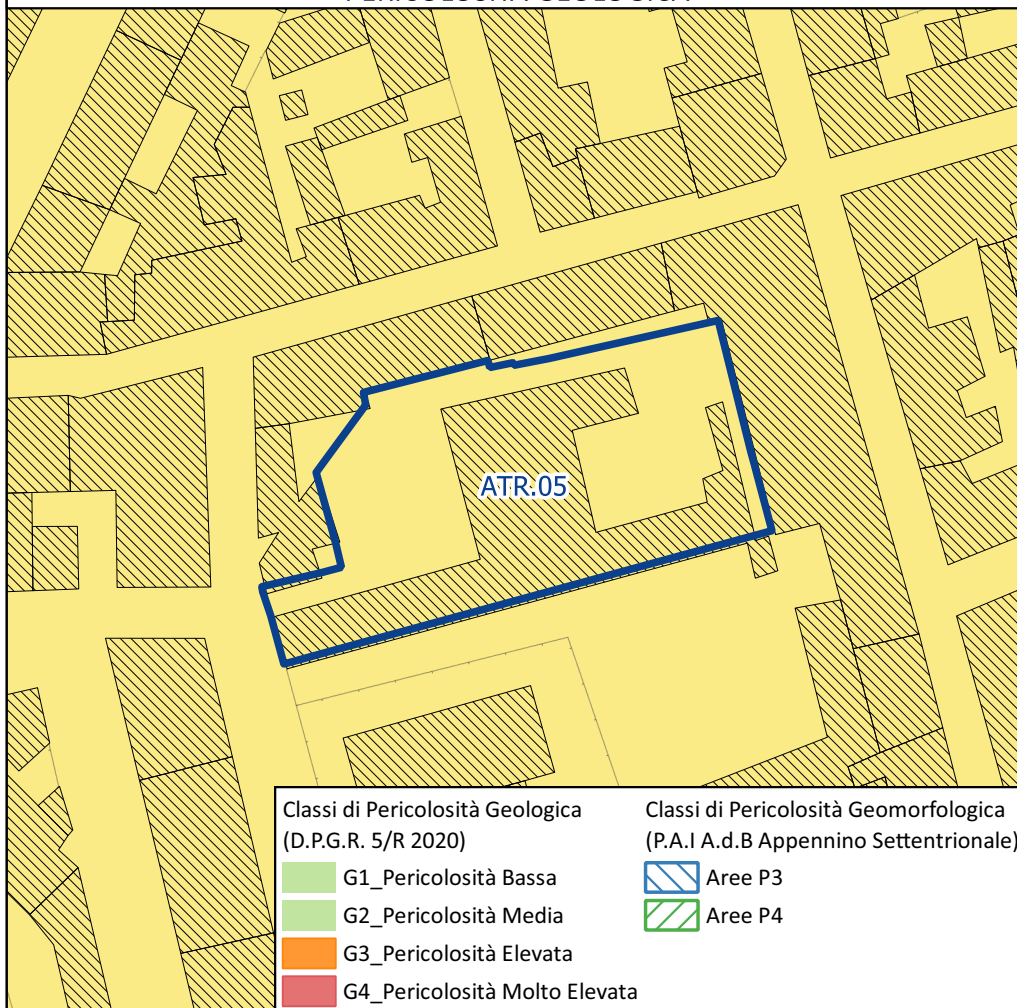 ATR.05
Classi di Pericolosità Geologica
(D.P.G.R. 5/R 2020)
G1_Pericolosità Bassa
G2_Pericolosità Media
G3_Pericolosità Elevata
G4_Pericolosità Molto Elevata
Classi di Pericolosità Geomorfologica
(P.A.I A.d.B Appennino Settentrionale)
Aree P3
Aree P4